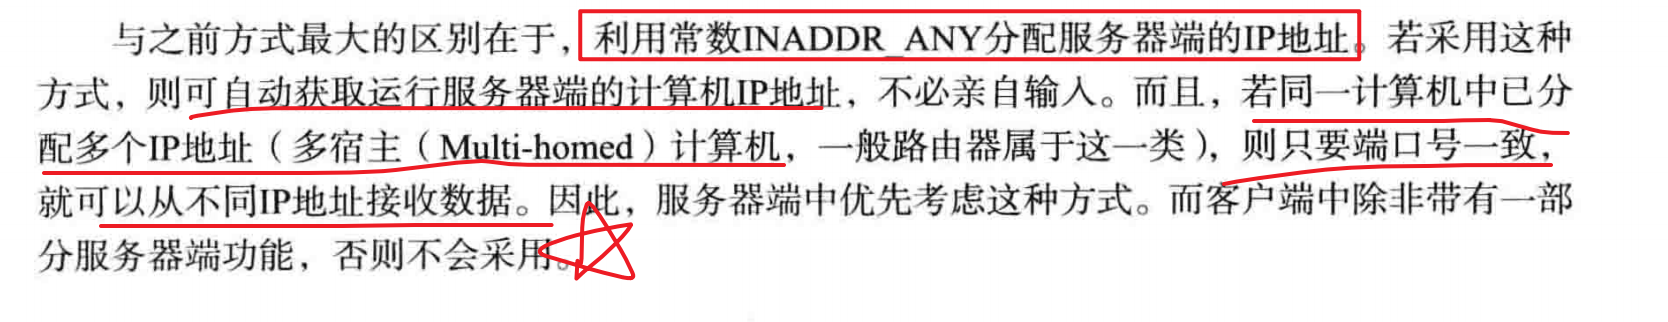 与之前方式最大的区别在于，利用常数INADDR_ANY分配服务器端的IP地址。若采用这种
方式，则可自动获取运行服务器端的计算机IP地址，不必亲自输入。而且，若同一计算机中已分
配多个IP地址（多宿主（Multi-homed）计算机，一般路由器属于这一类），则只要端口号一致，
就可以从不同IP地址接收数据。因此，服务器端中优先考虑这种方式。而客户端中除非带有一部
分服务器端功能，否则不会采用。